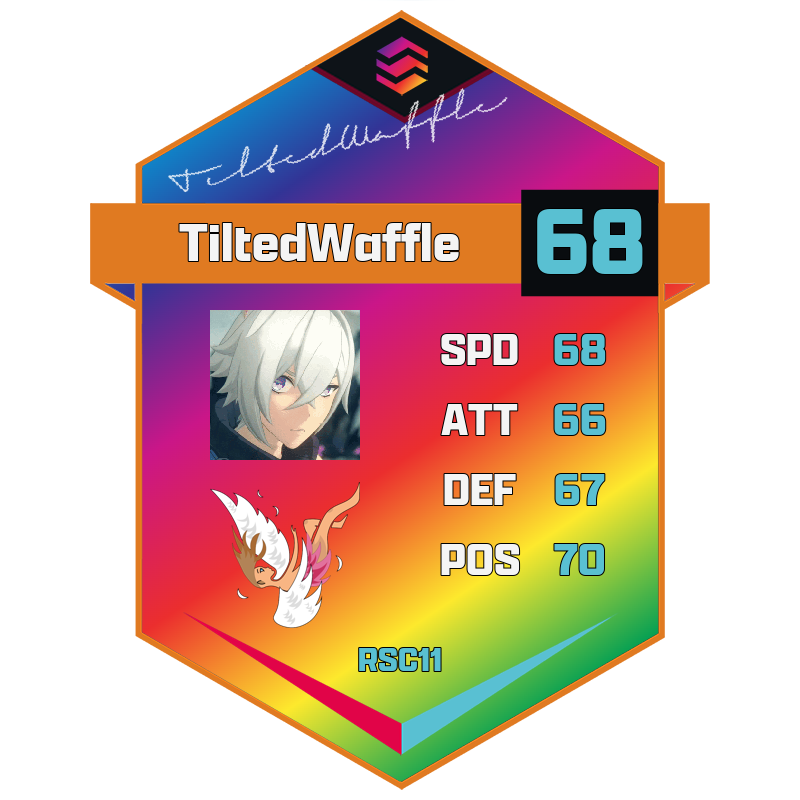 TiltedWaffle
TiltedWaffle 68
SPD 68
ATT 66
DEF 67
POS 70
RSC11